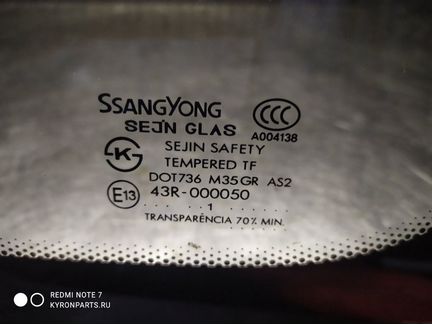 SSANGYONG
SEJIN GLAS
CCC
A004138
SEJIN SAFETY
TEMPERED TF
DOT736 M35GR AS2
E13 43R-000050
1
TRANSPARÊNCIA 70% MIN.
REDMI NOTE 7
KYRONPARTS.RU